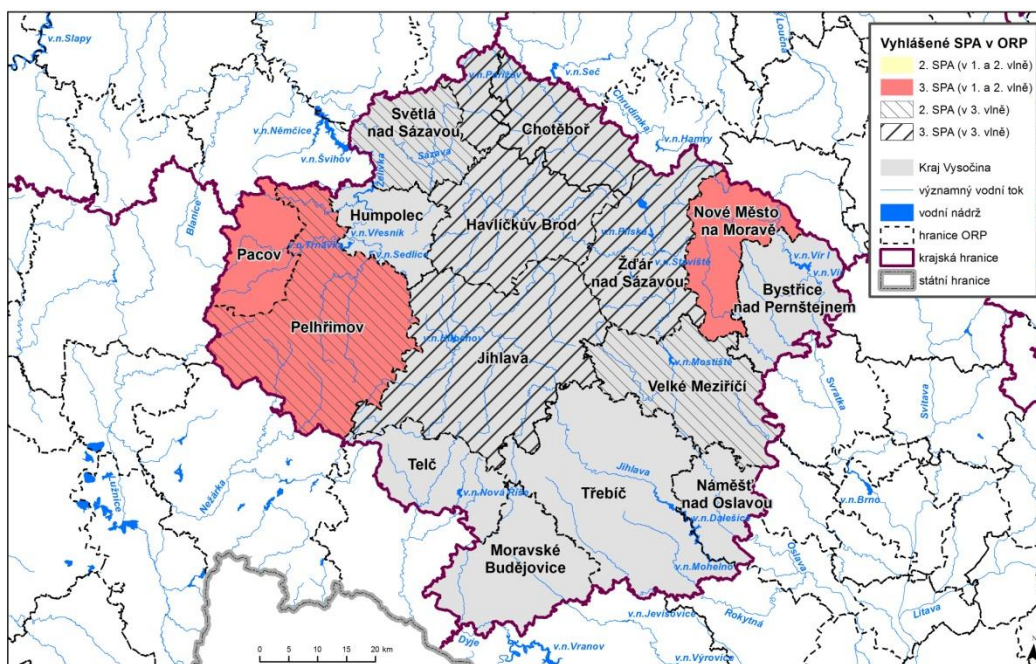 v.n.Slapy
v.n.Pařížov
v.n.Seč
Loučná
Chrudimka
v.n.Hamry
v.n.Němčice
v.n.Švihov
Želivka
Světlá
nad Sázavou
Sázava
Chotěboř
Blanice
Humpolec
v.n.Vřesník
v.n.Sedlice
v.n.Trnávka
Pacov
Pelhřimov
Havlíčkův Brod
v.n.Pilská
v.n.Staviště
Žďár
nad Sázavou
Nové Město
na Moravě
v.n.Vír I
Bystřice
nad Pernštejnem
v.n.Hubenov
Jihlava
v.n.Mostiště
Velké Meziříčí
Svratka
Svitava
Lužnice
Nežárka
Telč
v.n.Nová Říše
Třebíč
Jihlava
Náměšť
nad Oslavou
v.n.Dalešice
v.n.Brno
Moravské
Budějovice
v.n.Mohelno
Oslava
v.n.Jevišovice
Rokytná
Litava
Dyje
v.n.Vranov
v.n.Výrovice
0 5 10 15 20 km
Vyhlášené SPA v ORP
2. SPA (v 1. a 2. vlně)
3. SPA (v 1. a 2. vlně)
2. SPA (v 3. vlně)
3. SPA (v 3. vlně)
Kraj Vysočina
významný vodní tok
vodní nádrž
hranice ORP
krajská hranice
státní hranice